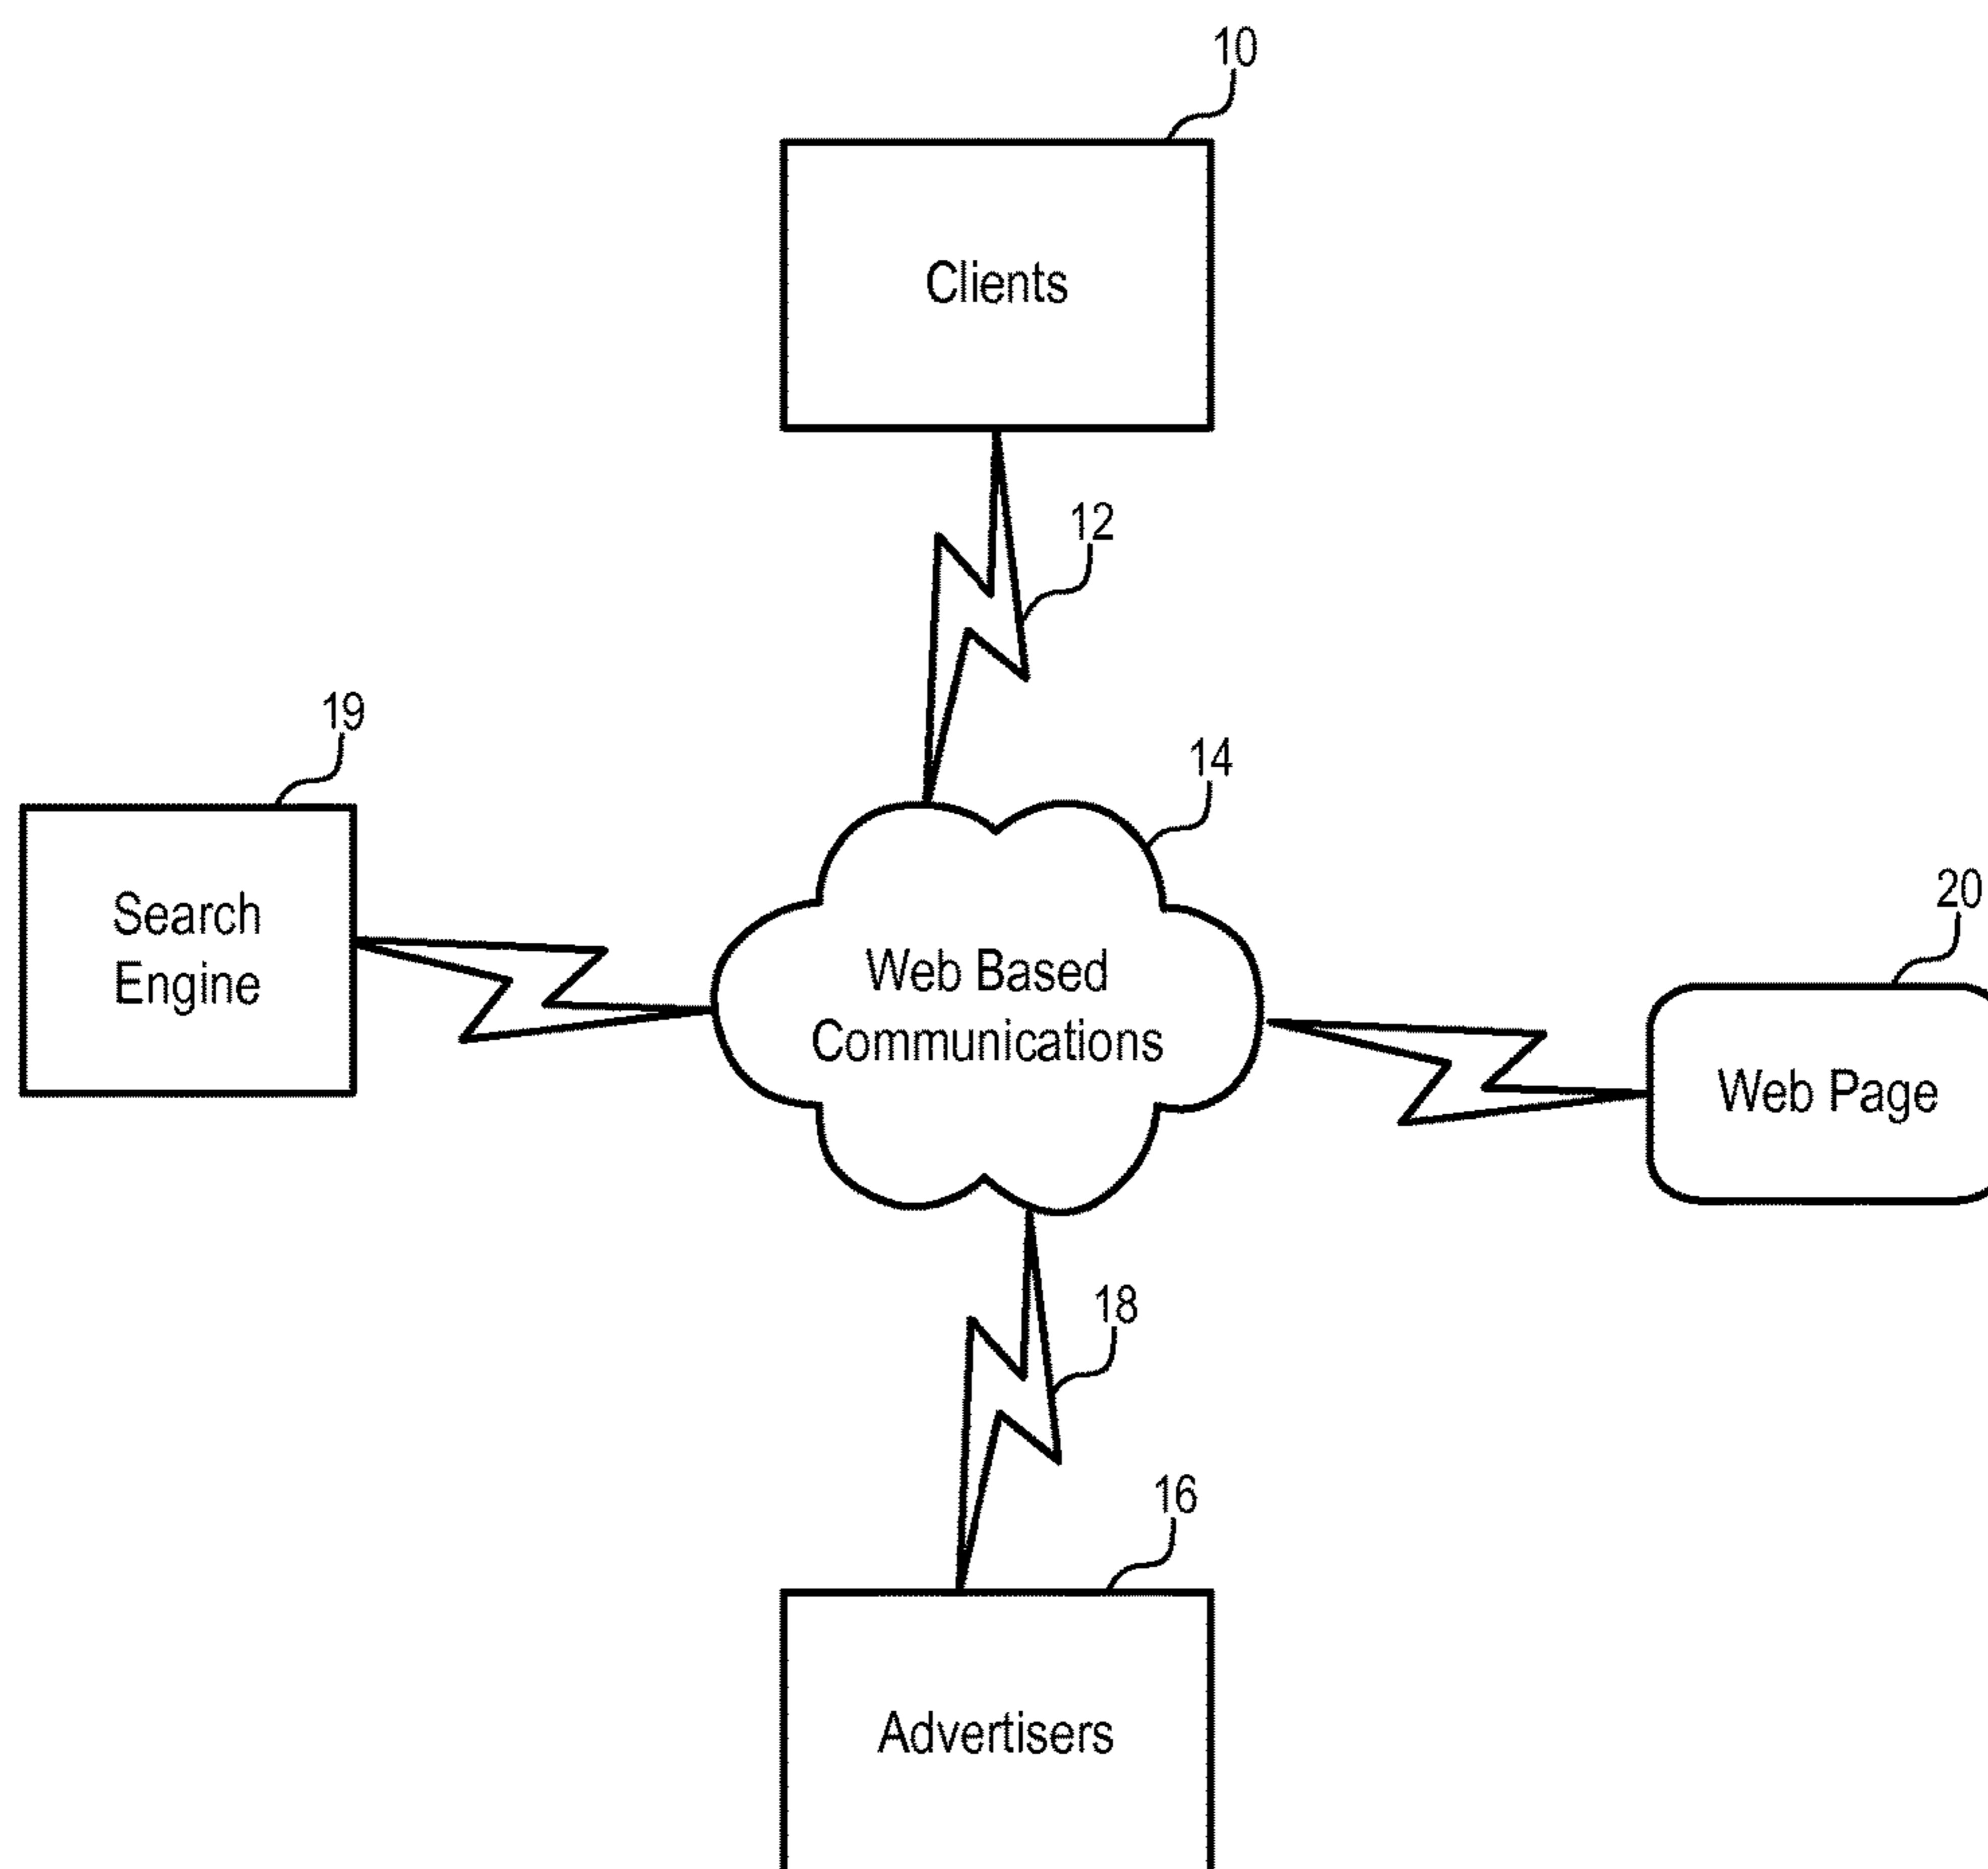 10
Clients
12
19
14
Search
Engine
20
Web Based
Communications
Web Page
18
16
Advertisers